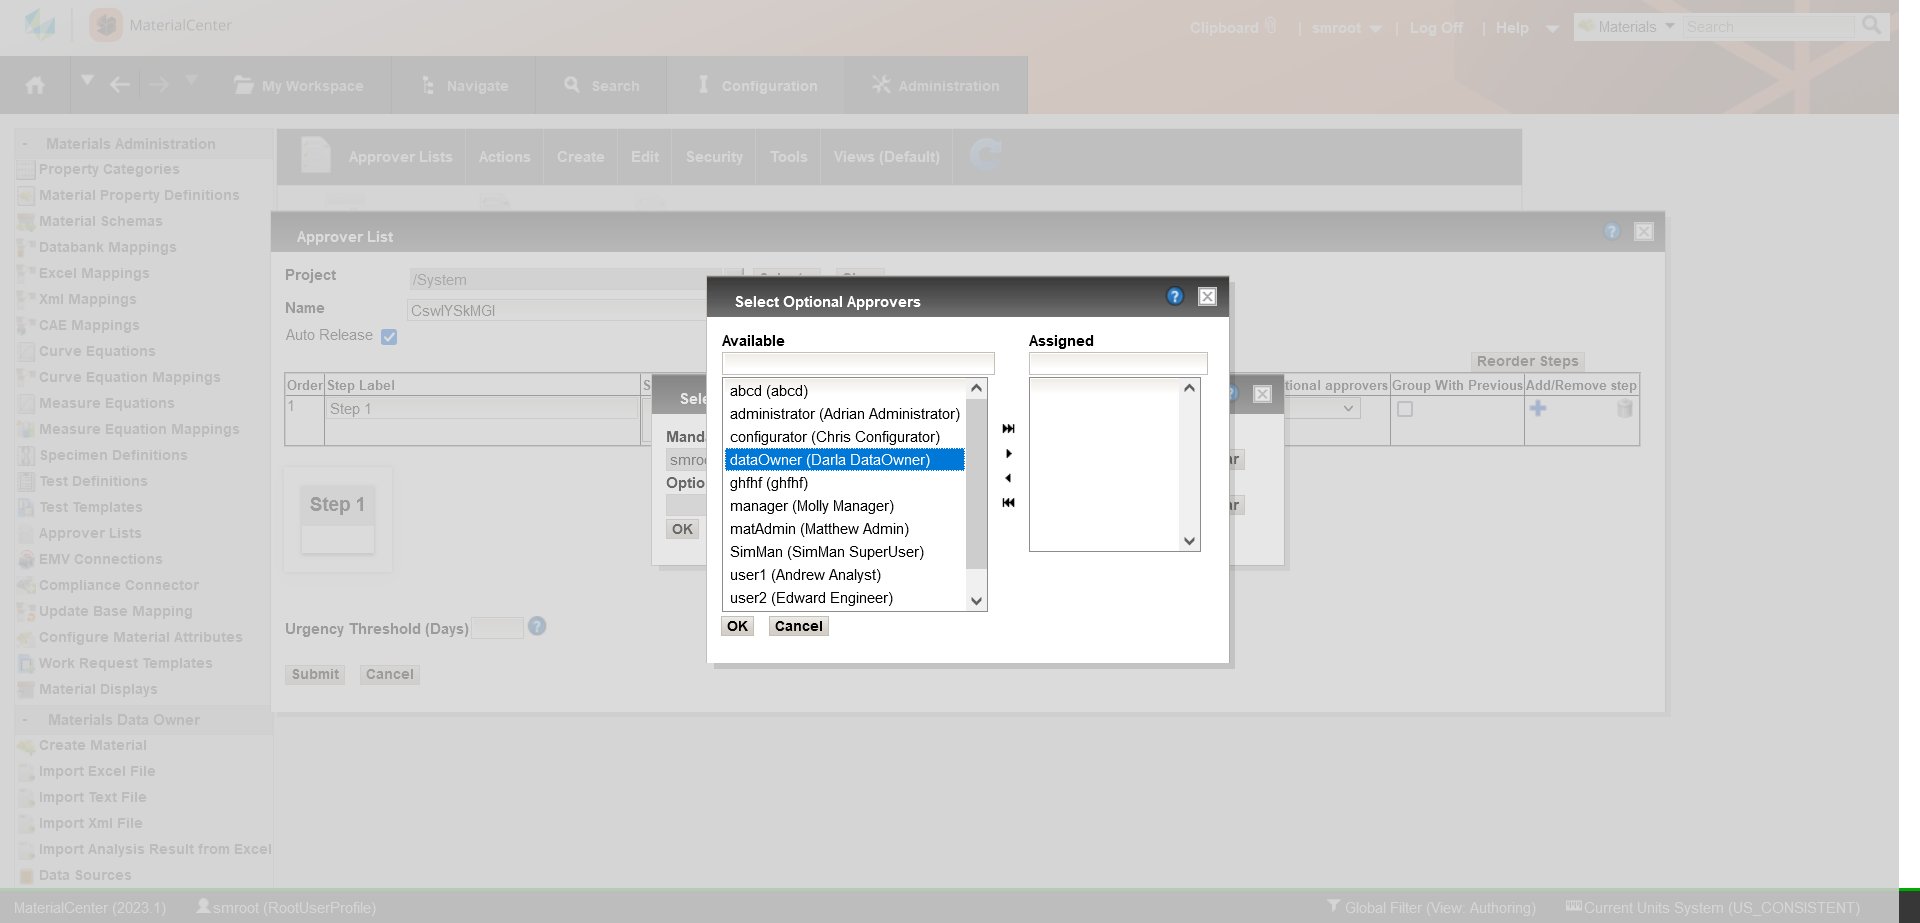 MaterialCenter
Clipboard | smroot | Log Off | Help
Materials Search
My Workspace Navigate Search Configuration Administration
- Materials Administration
Property Categories
Material Property Definitions
Material Schemas
Databank Mappings
Excel Mappings
Xml Mappings
CAE Mappings
Curve Equations
Curve Equation Mappings
Measure Equations
Measure Equation Mappings
Specimen Definitions
Test Definitions
Test Templates
Approver Lists
EMV Connections
Compliance Connector
Update Base Mapping
Configure Material Attributes
Work Request Templates
Material Displays
- Materials Data Owner
Create Material
Import Excel File
Import Text File
Import Xml File
Import Analysis Result from Excel
Data Sources
Approver Lists Actions Create Edit Security Tools Views (Default)
Approver List
Project /System
Name CswlYSkMGl
Auto Release
Reorder Steps
Order Step Label
tional approvers Group With Previous Add/Remove step
1 Step 1
Step 1
Urgency Threshold (Days)
Submit Cancel
Sele
Manda
smroo
Optio
OK
Select Optional Approvers
Available
abcd (abcd)
administrator (Adrian Administrator)
configurator (Chris Configurator)
dataOwner (Darla DataOwner)
ghfhf (ghfhf)
manager (Molly Manager)
matAdmin (Matthew Admin)
SimMan (SimMan SuperUser)
user1 (Andrew Analyst)
user2 (Edward Engineer)
Assigned
OK Cancel
MaterialCenter (2023.1) smroot (RootUserProfile)
Global Filter (View: Authoring) Current Units System (US_CONSISTENT)